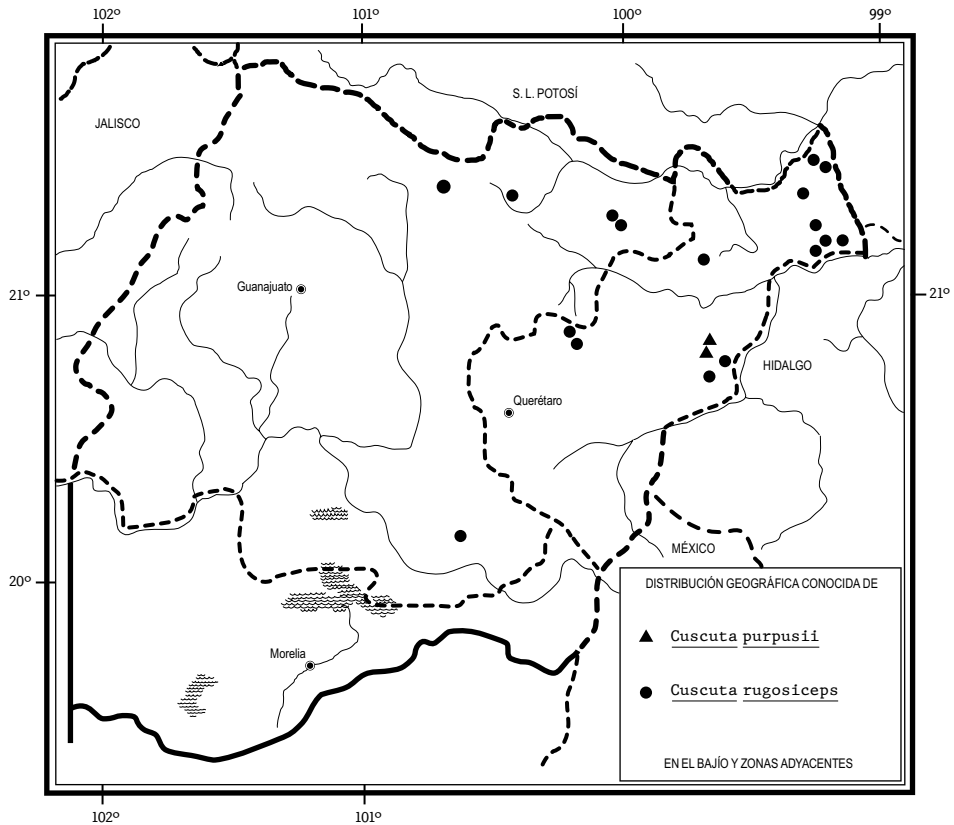 102º 101º 100º 99º
S. L. POTOSÍ
JALISCO
Guanajuato
21º 21º
HIDALGO
Querétaro
MÉXICO
20º
DISTRIBUCIÓN GEOGRÁFICA CONOCIDA DE
Cuscuta purpusii
Morelia
Cuscuta rugosiceps
EN EL BAJÍO Y ZONAS ADYACENTES
102º 101º